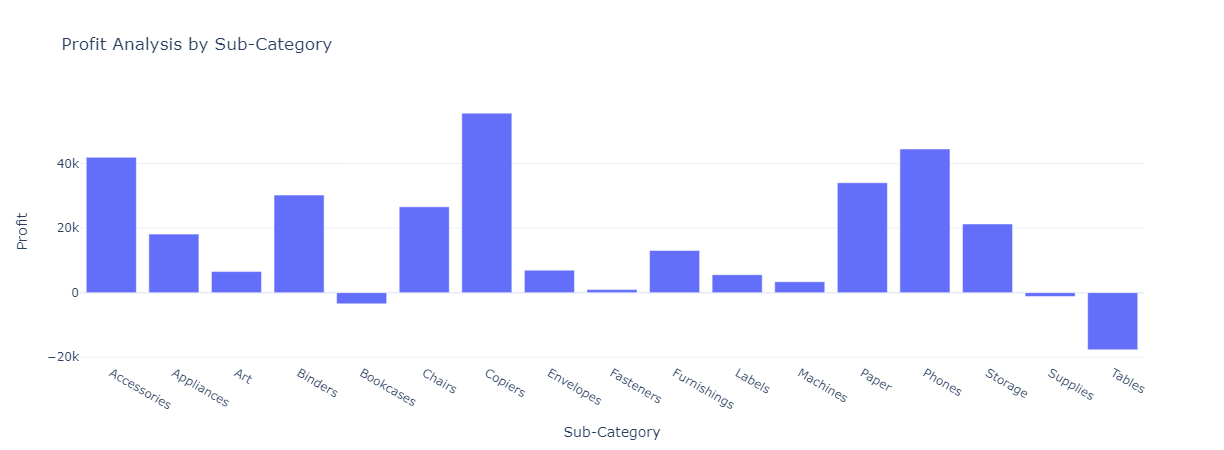 Profit Analysis by Sub-Category
Profit
40k
20k
0
−20k
Accessories
Appliances
Art
Binders
Bookcases
Chairs
Copiers
Envelopes
Fasteners
Furnishings
Labels
Machines
Paper
Phones
Storage
Supplies
Tables
Sub-Category